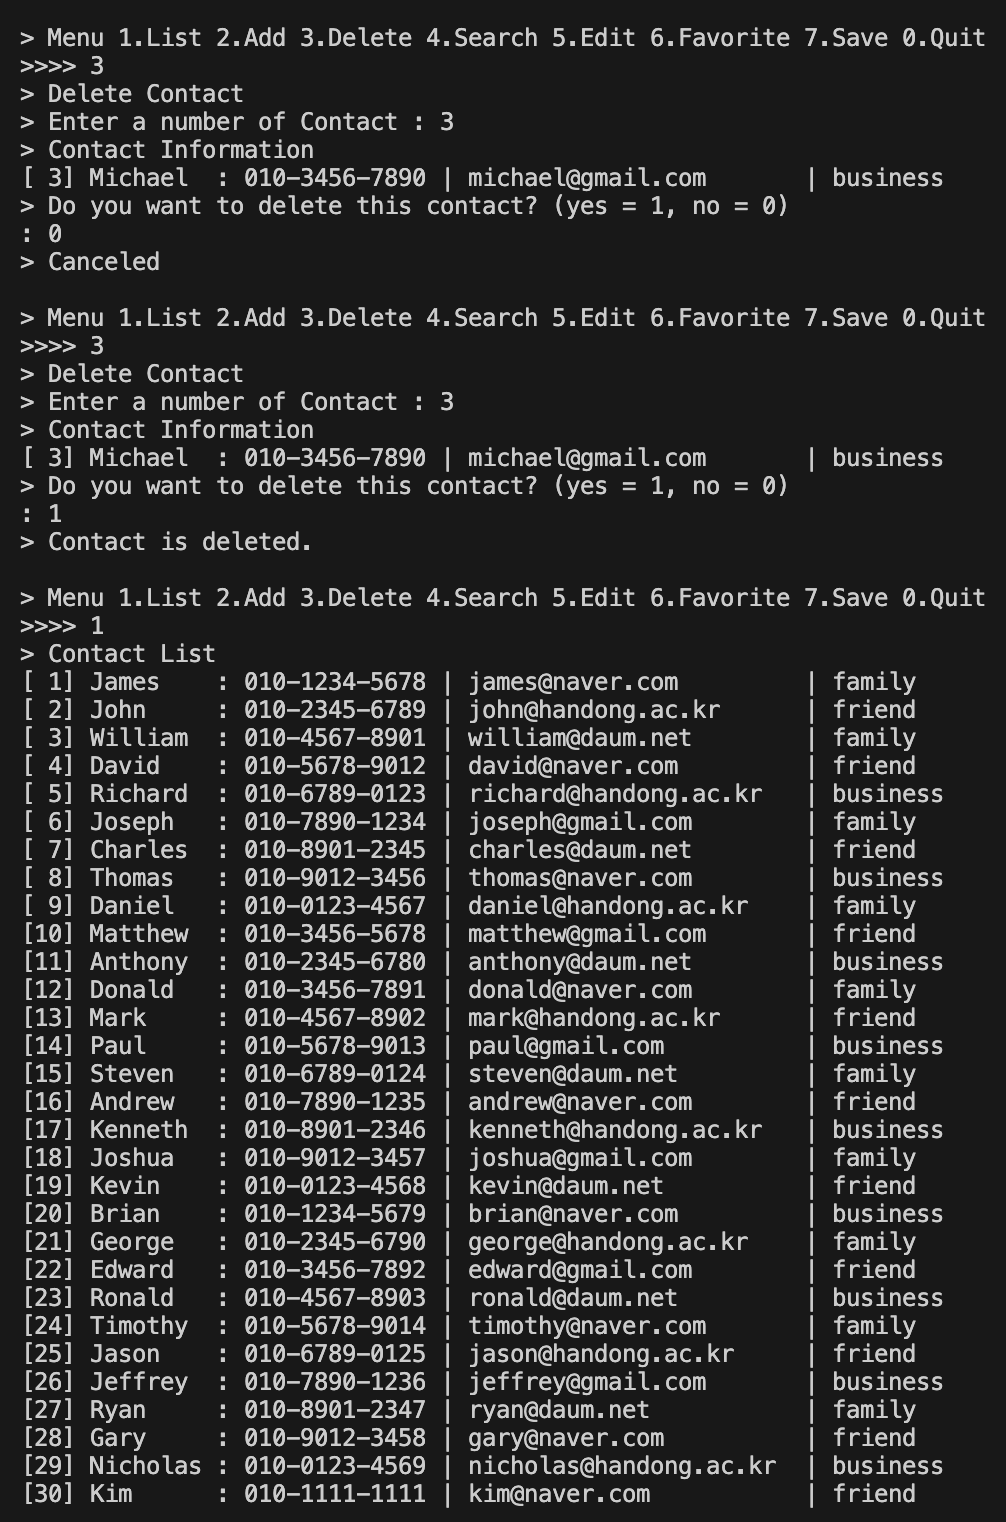 > Menu 1.List 2.Add 3.Delete 4.Search 5.Edit 6.Favorite 7.Save 0.Quit
>>>> 3
> Delete Contact
> Enter a number of Contact : 3
> Contact Information
[ 3] Michael  : 010-3456-7890 | michael@gmail.com       | business
> Do you want to delete this contact? (yes = 1, no = 0)
: 0
> Canceled
> Menu 1.List 2.Add 3.Delete 4.Search 5.Edit 6.Favorite 7.Save 0.Quit
>>>> 3
> Delete Contact
> Enter a number of Contact : 3
> Contact Information
[ 3] Michael  : 010-3456-7890 | michael@gmail.com       | business
> Do you want to delete this contact? (yes = 1, no = 0)
: 1
> Contact is deleted.
> Menu 1.List 2.Add 3.Delete 4.Search 5.Edit 6.Favorite 7.Save 0.Quit
>>>> 1
> Contact List
[ 1] James    : 010-1234-5678 | james@naver.com         | family
[ 2] John     : 010-2345-6789 | john@handong.ac.kr      | friend
[ 3] William  : 010-4567-8901 | william@daum.net        | family
[ 4] David    : 010-5678-9012 | david@naver.com         | friend
[ 5] Richard  : 010-6789-0123 | richard@handong.ac.kr   | business
[ 6] Joseph   : 010-7890-1234 | joseph@gmail.com        | family
[ 7] Charles  : 010-8901-2345 | charles@daum.net        | friend
[ 8] Thomas   : 010-9012-3456 | thomas@naver.com        | business
[ 9] Daniel   : 010-0123-4567 | daniel@handong.ac.kr    | family
[10] Matthew  : 010-3456-5678 | matthew@gmail.com       | friend
[11] Anthony  : 010-2345-6780 | anthony@daum.net        | business
[12] Donald   : 010-3456-7891 | donald@naver.com        | family
[13] Mark     : 010-4567-8902 | mark@handong.ac.kr      | friend
[14] Paul     : 010-5678-9013 | paul@gmail.com          | business
[15] Steven   : 010-6789-0124 | steven@daum.net         | family
[16] Andrew   : 010-7890-1235 | andrew@naver.com        | friend
[17] Kenneth  : 010-8901-2346 | kenneth@handong.ac.kr   | business
[18] Joshua   : 010-9012-3457 | joshua@gmail.com        | family
[19] Kevin    : 010-0123-4568 | kevin@daum.net          | friend
[20] Brian    : 010-1234-5679 | brian@naver.com         | business
[21] George   : 010-2345-6790 | george@handong.ac.kr    | family
[22] Edward   : 010-3456-7892 | edward@gmail.com        | friend
[23] Ronald   : 010-4567-8903 | ronald@daum.net         | business
[24] Timothy  : 010-5678-9014 | timothy@naver.com       | family
[25] Jason    : 010-6789-0125 | jason@handong.ac.kr     | friend
[26] Jeffrey  : 010-7890-1236 | jeffrey@gmail.com       | business
[27] Ryan     : 010-8901-2347 | ryan@daum.net           | family
[28] Gary     : 010-9012-3458 | gary@naver.com          | friend
[29] Nicholas : 010-0123-4569 | nicholas@handong.ac.kr  | business
[30] Kim      : 010-1111-1111 | kim@naver.com           | friend